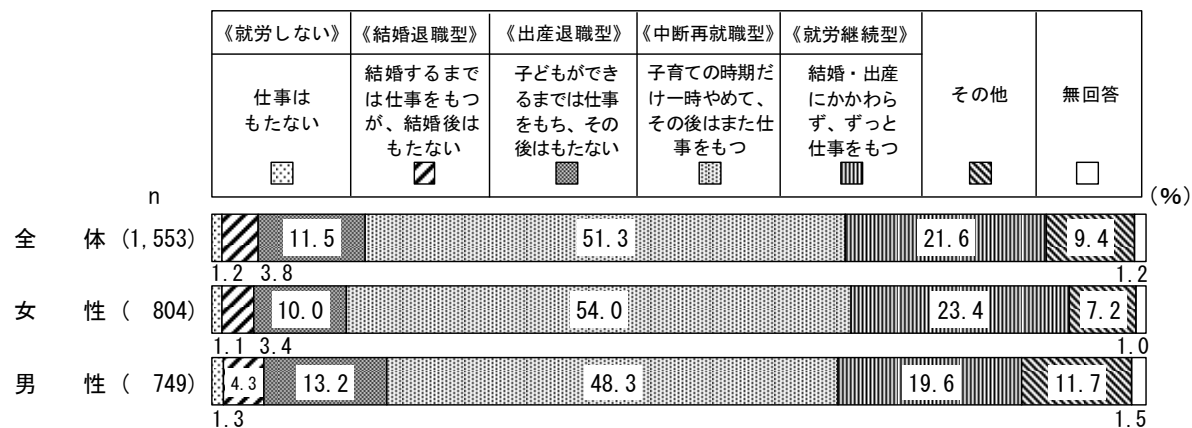 《就労しない》 《結婚退職型》 《出産退職型》 《中断再就職型》 《就労継続型》
仕事は
もたない
結婚するまで
は仕事をもつ
が、結婚後は
もたない
子どもができ
るまでは仕事
をもち、その
後はもたない
子育ての時期だ
け一時やめて、
その後はまた仕
事をもつ
結婚・出産
にかかわら
ず、ずっと
仕事をもつ
その他
無回答
n
(%)
全 体 (1,553) 11.5 51.3 21.6 9.4
1.2 3.8 1.2
女 性 ( 804) 10.0 54.0 23.4 7.2
1.1 3.4 1.0
男 性 ( 749) 4.3 13.2 48.3 19.6 11.7
1.3 1.5